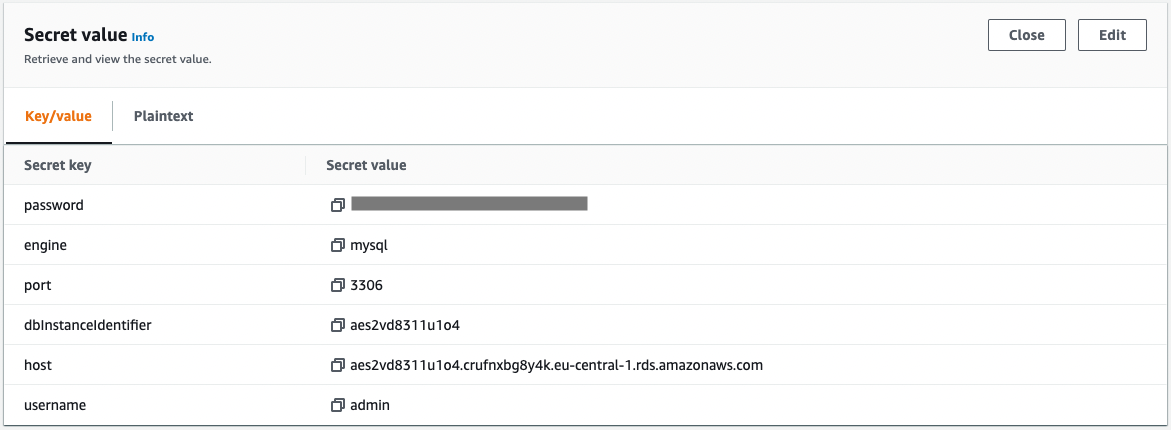 Secret value Info
Close
Edit
Retrieve and view the secret value.
Key/value
Plaintext
Secret key
Secret value
password
engine
mysql
port
3306
dbInstanceIdentifier
aes2vd8311u1o4
host
aes2vd8311u1o4.crufnxbg8y4k.eu-central-1.rds.amazonaws.com
username
admin